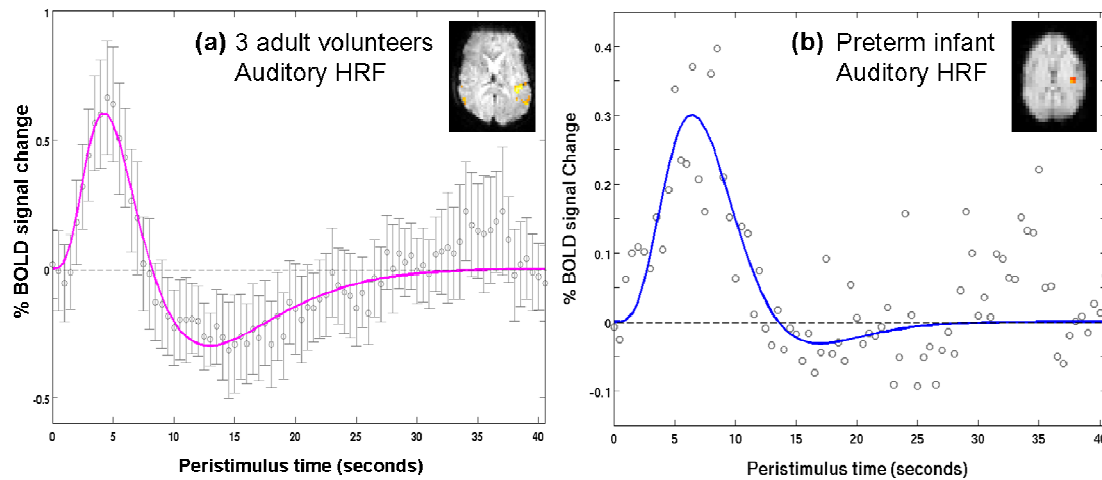 (a) 3 adult volunteers
Auditory HRF
% BOLD signal change
1
0.5
0
-0.5
0 5 10 15 20 25 30 35 40
Peristimulus time (seconds)
(b) Preterm infant
Auditory HRF
% BOLD signal Change
0.4
0.3
0.2
0.1
0
-0.1
0 5 10 15 20 25 30 35 40
Peristimulus time (seconds)